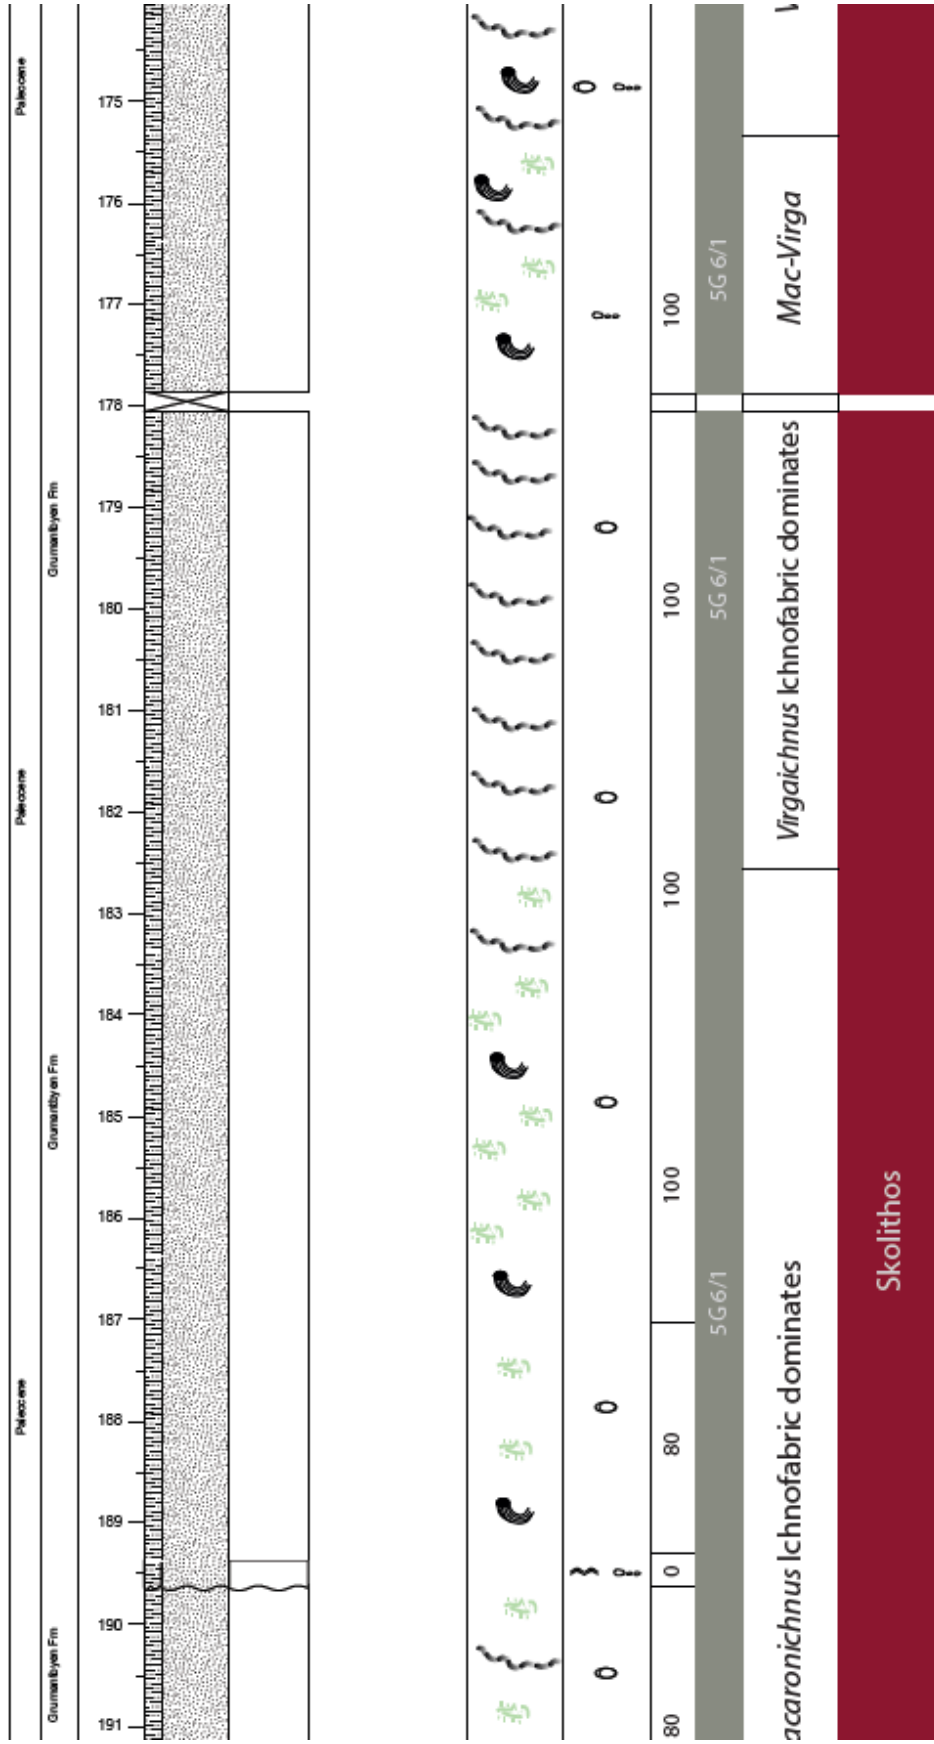 Paleocene
Grumantbyen Fm
Paleocene
Grumantbyen Fm
Paleocene
Grumantbyen Fm
175
176
177
178
179
180
181
182
183
184
185
186
187
188
189
190
191
100
100
100
100
80
0
80
5G 6/1
5G 6/1
5G 6/1
Mac-Virga
Virgaichnus Ichnofabric dominates
acaronichnus Ichnofabric dominates
Skolithos